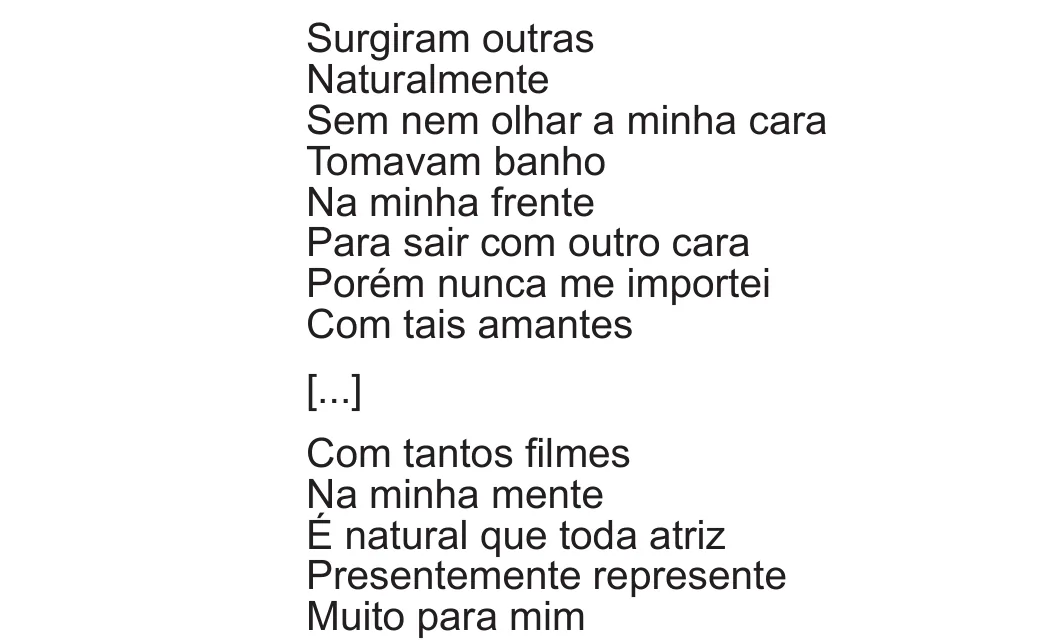 Surgiram outras
Naturalmente
Sem nem olhar a minha cara
Tomavam banho
Na minha frente
Para sair com outro cara
Porém nunca me importei
Com tais amantes
[...]
Com tantos filmes
Na minha mente
É natural que toda atriz
Presentemente represente
Muito para mim